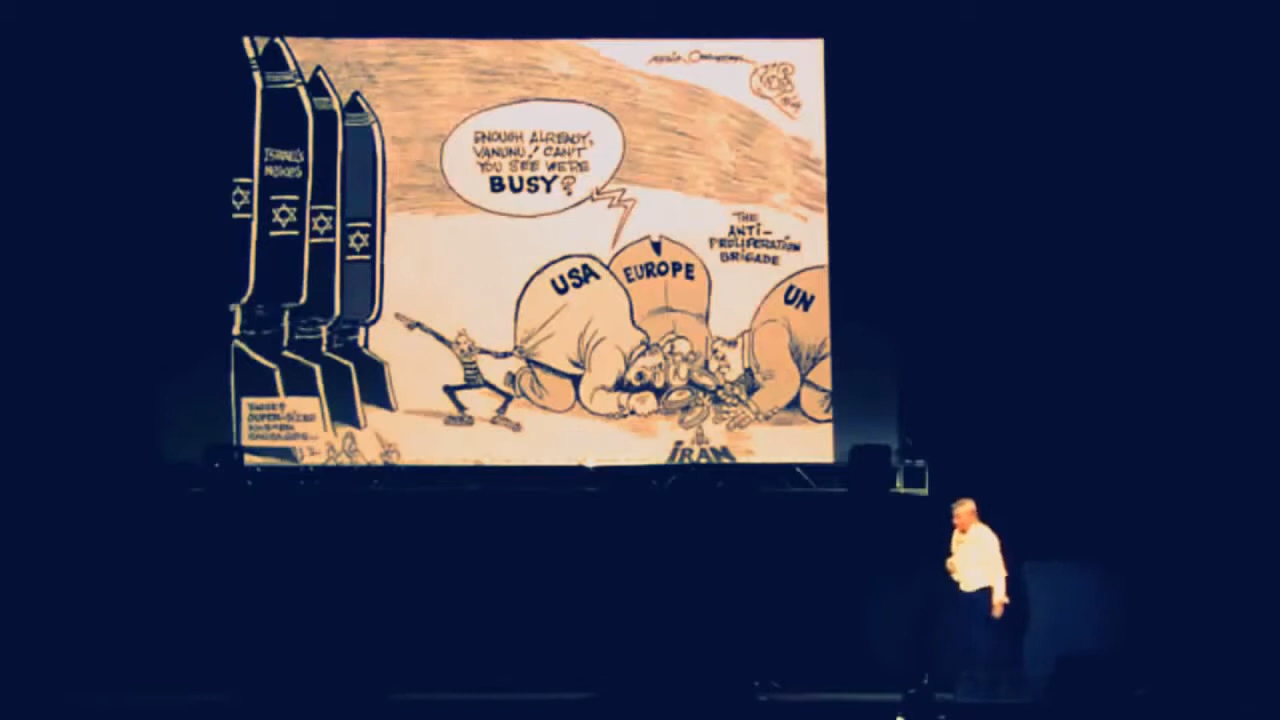 ISRAEL'S
NUKES
ENOUGH ALREADY,
VANUNU! CAN'T
YOU SEE WE'RE
BUSY?
THE
ANTI-
PROLIFERATION
BRIGADE
USA
EUROPE
UN
IRAN